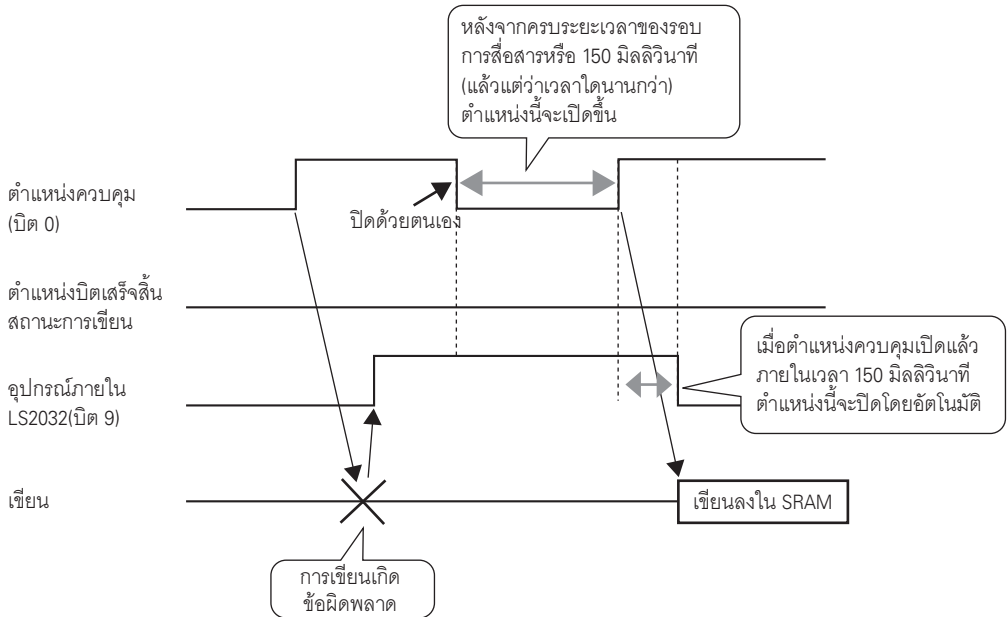 หลังจากครบระยะเวลาของรอบ
การสื่อสารหรือ 150 มิลลิวินาที
(แล้วแต่ว่าเวลาใดนานกว่า)
ตำแหน่งนี้จะเปิดขึ้น
ตำแหน่งควบคุม
(บิต 0)
ปิดด้วยตนเอง
ตำแหน่งบิตเสร็จสิ้น
สถานะการเขียน
เมื่อตำแหน่งควบคุมเปิดแล้ว
ภายในเวลา 150 มิลลิวินาที
ตำแหน่งนี้จะปิดโดยอัตโนมัติ
อุปกรณ์ภายใน
LS2032(บิต 9)
เขียน
เขียนลงใน SRAM
การเขียนเกิด
ข้อผิดพลาด